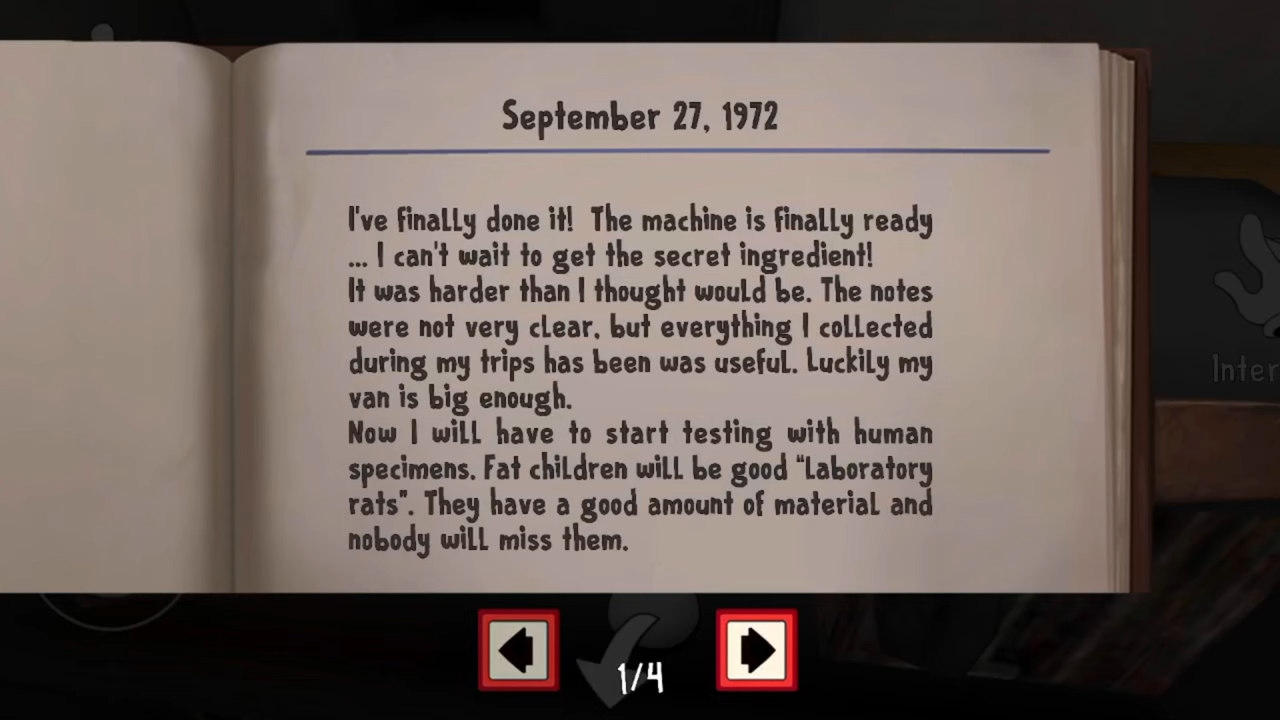 September 27, 1972
I've finally done it!  The machine is finally ready
... I can't wait to get the secret ingredient!
It was harder than I thought would be. The notes
were not very clear, but everything I collected
during my trips has been was useful. Luckily my
van is big enough.
Now I will have to start testing with human
specimens. Fat children will be good “Laboratory
rats”. They have a good amount of material and
nobody will miss them.
Inter
1/4